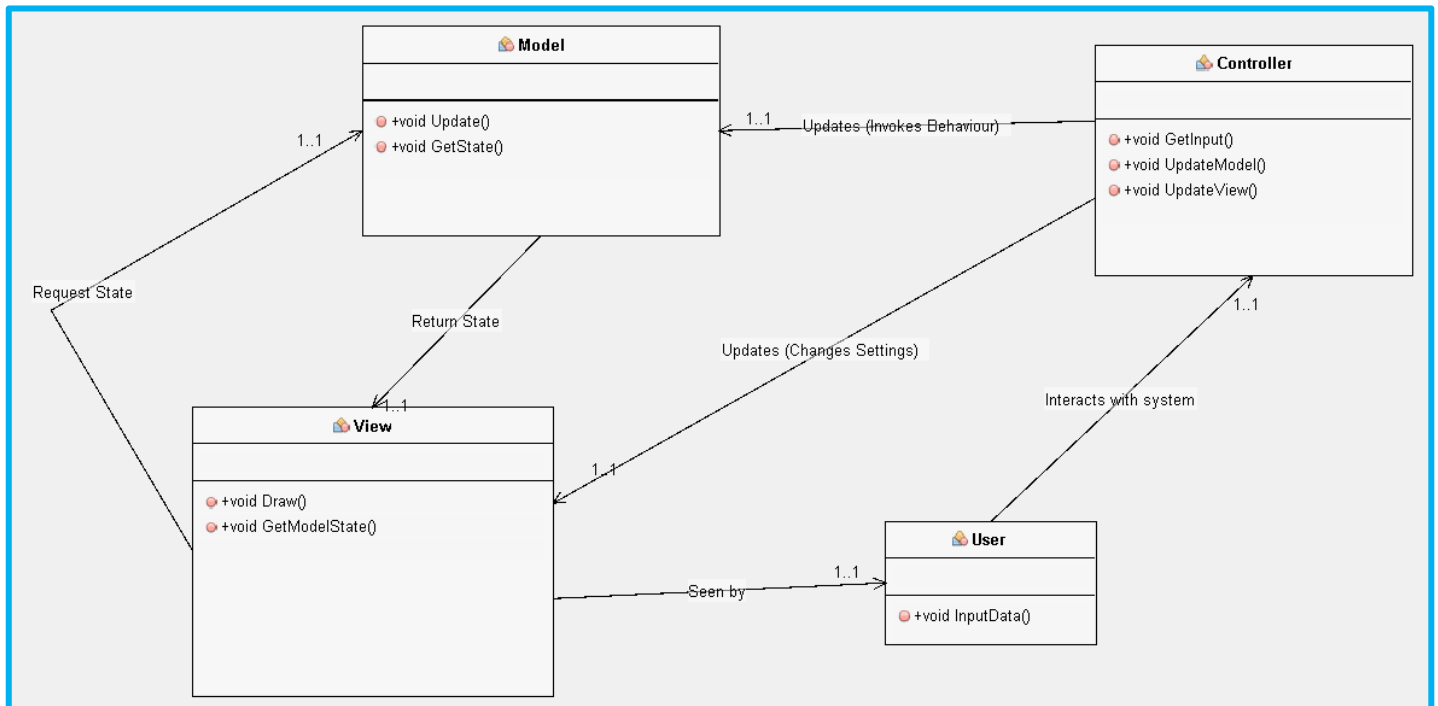 Model
+void Update()
+void GetState()
Controller
+void GetInput()
+void UpdateModel()
+void UpdateView()
1..1
Updates (Invokes Behaviour)
1..1
Request State
Return State
1..1
Updates (Changes Settings)
1..1
Interacts with system
1..1
View
+void Draw()
+void GetModelState()
Seen by
1..1
User
+void InputData()